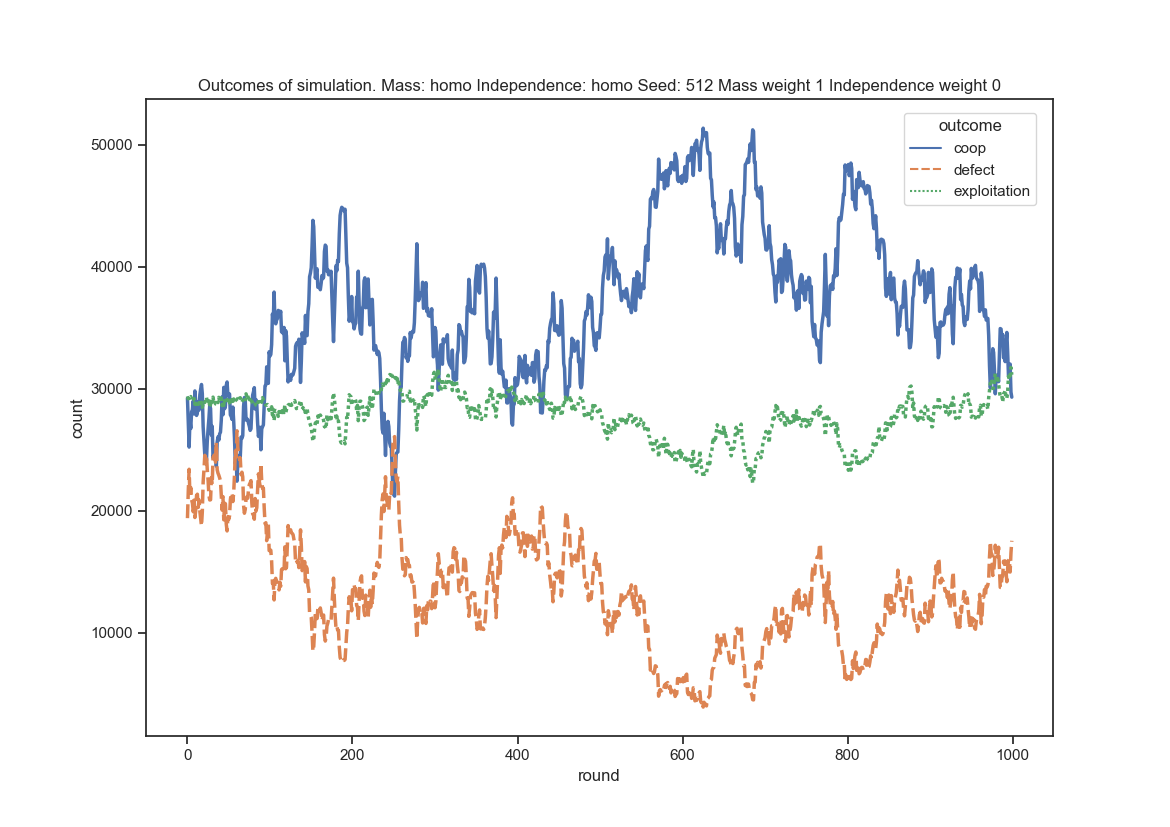 Outcomes of simulation. Mass: homo Independence: homo Seed: 512 Mass weight 1 Independence weight 0
outcome
coop
defect
exploitation
50000
40000
30000
20000
10000
count
0 200 400 600 800 1000
round